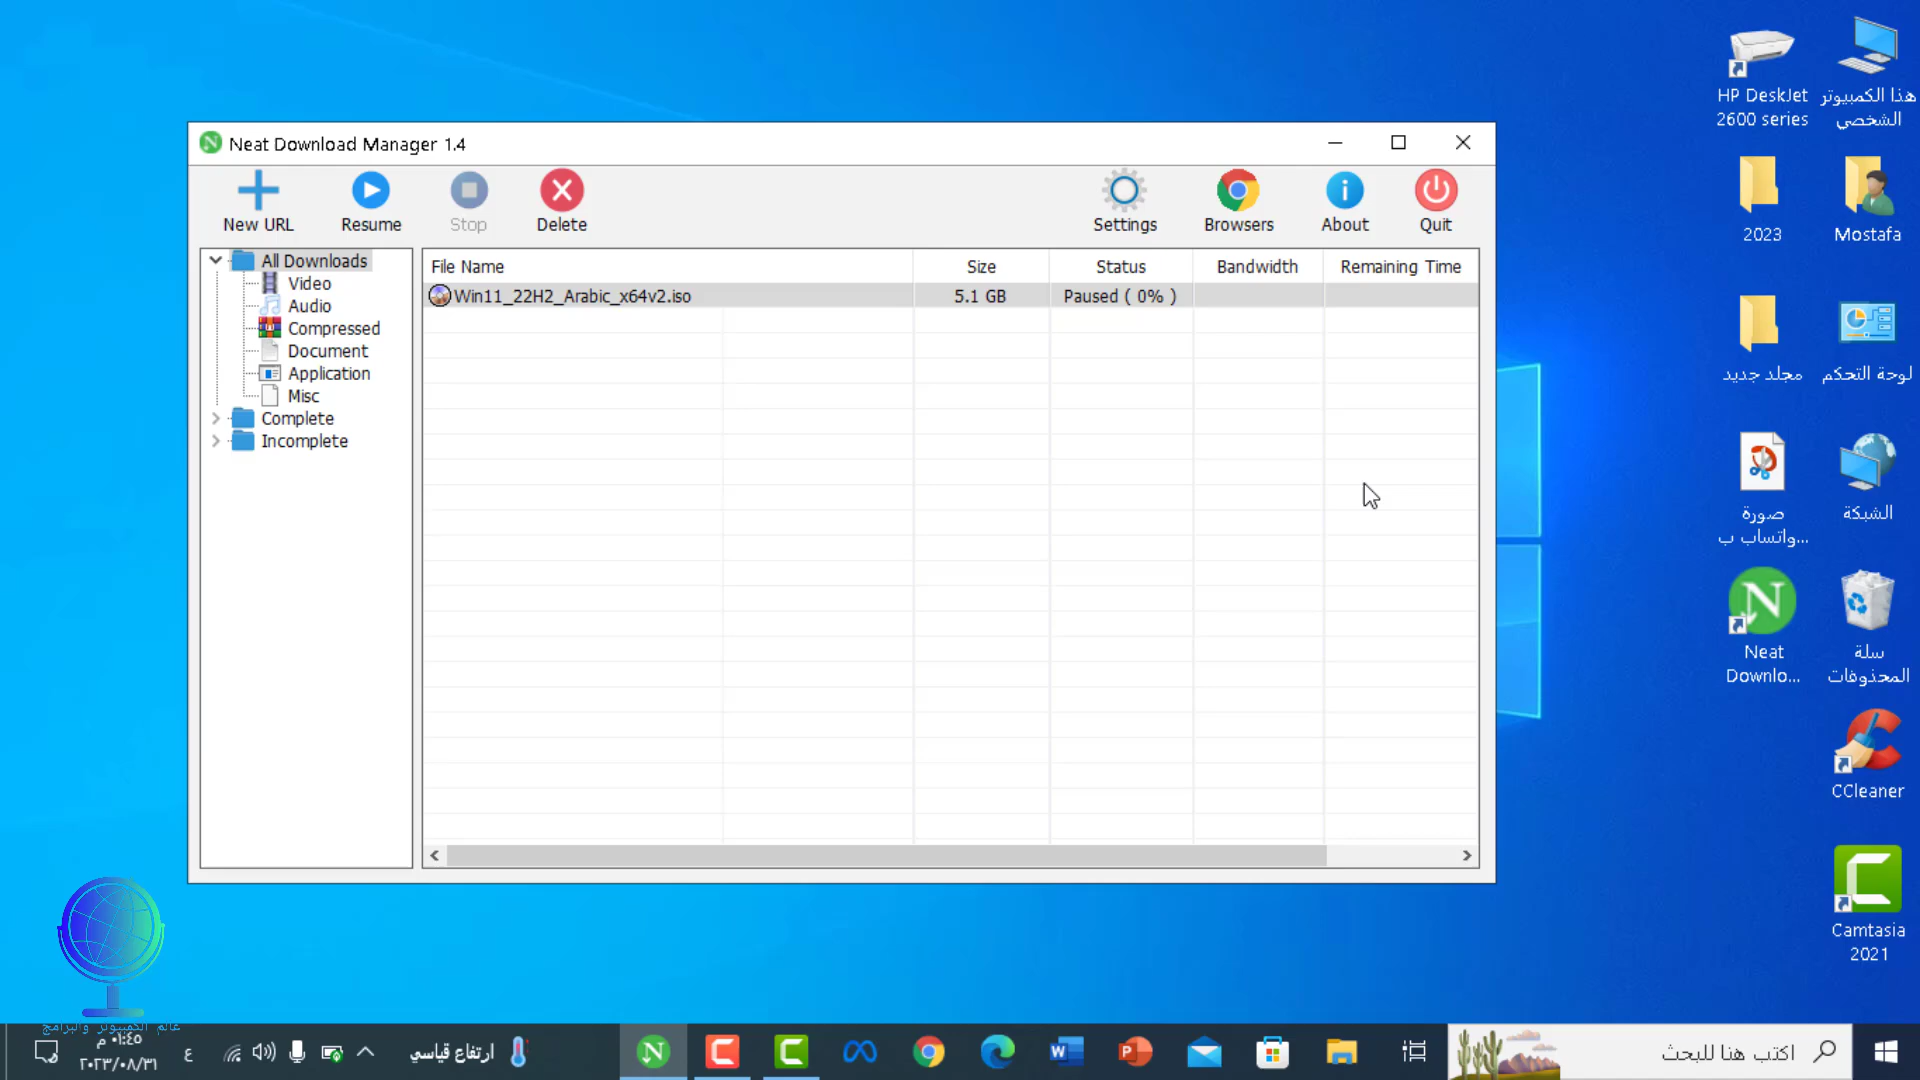 Neat Download Manager 1.4
New URL
Resume
Stop
Delete
Settings
Browsers
About
Quit
All Downloads
Video
Audio
Compressed
Document
Application
Misc
Complete
Incomplete
File Name
Size
Status
Bandwidth
Remaining Time
Win11_22H2_Arabic_x64v2.iso
5.1 GB
Paused ( 0% )
HP DeskJet
2600 series
هذا الكمبيوتر
الشخصي
2023
Mostafa
مجلد جديد
لوحة التحكم
صورة
واتساب ب...
الشبكة
Neat
Downlo...
سلة
المحذوفات
CCleaner
Camtasia
2021
عالم الكمبيوتر والبرامج
٠١:٤٥ م
٢٠٢٣/٠٨/٣١
ع
ارتفاع قياسي
اكتب هنا للبحث